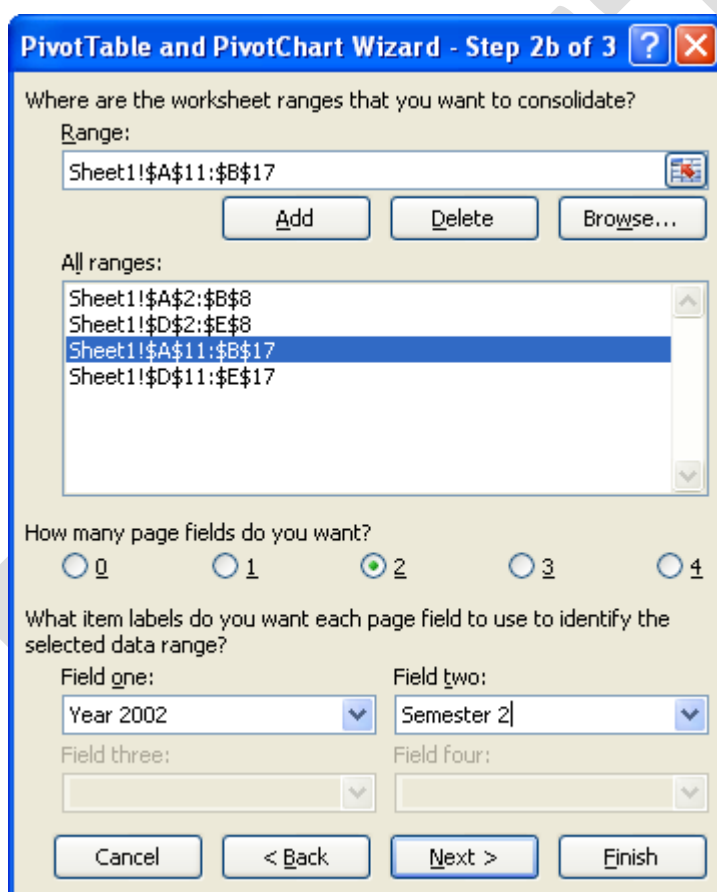 PivotTable and PivotChart Wizard - Step 2b of 3
Where are the worksheet ranges that you want to consolidate?
Range:
Sheet1!$A$11:$B$17
Add Delete Browse...
All ranges:
Sheet1!$A$2:$B$8
Sheet1!$D$2:$E$8
Sheet1!$A$11:$B$17
Sheet1!$D$11:$E$17
How many page fields do you want?
0 1 2 3 4
What item labels do you want each page field to use to identify the
selected data range?
Field one: Field two:
Year 2002 Semester 2
Field three: Field four:
Cancel < Back Next > Finish